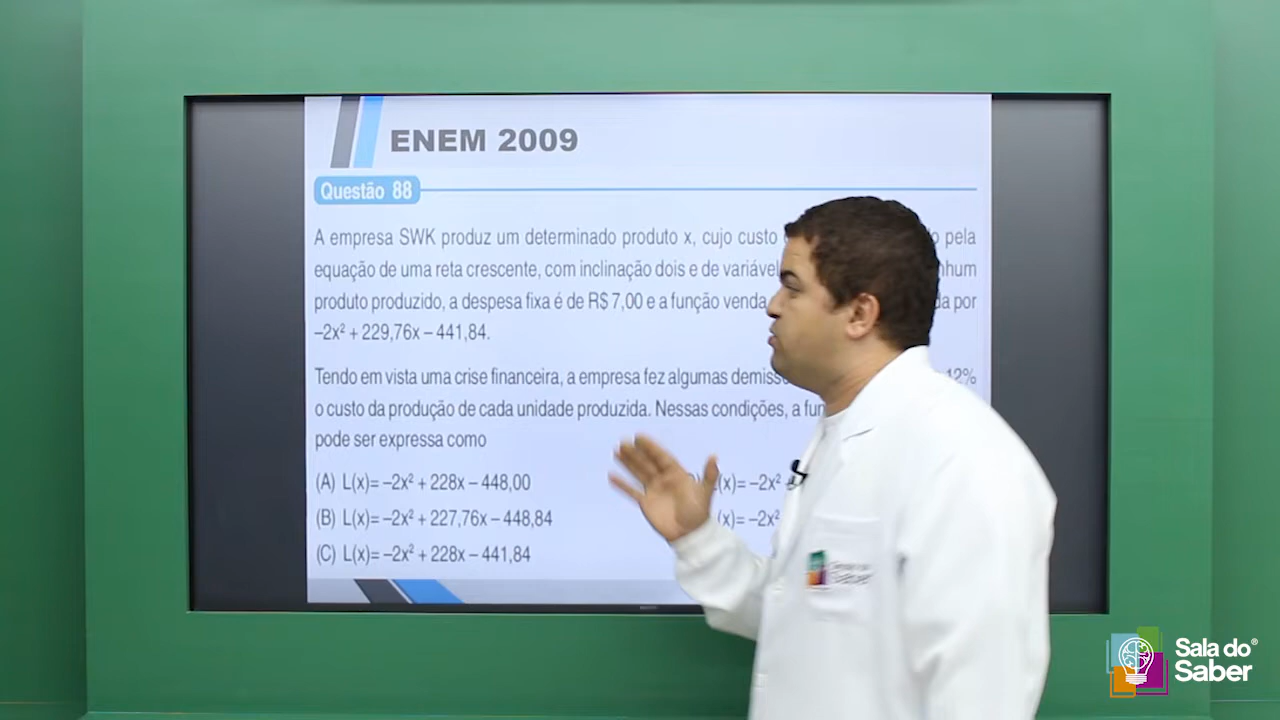 ENEM 2009
Questão 88
A empresa SWK produz um determinado produto x, cujo custo pela
equação de uma reta crescente, com inclinação dois e de variável
produto produzido, a despesa fixa é de R$ 7,00 e a função venda por
–2x² + 229,76x – 441,84.
Tendo em vista uma crise financeira, a empresa fez algumas 12%
o custo da produção de cada unidade produzida. Nessas condições, a
pode ser expressa como
(A) L(x)= –2x² + 228x – 448,00
L(x)= –2x²
(B) L(x)= –2x² + 227,76x – 448,84
(x)= –2x²
(C) L(x)= –2x² + 228x – 441,84
Saber
Sala do
Saber®